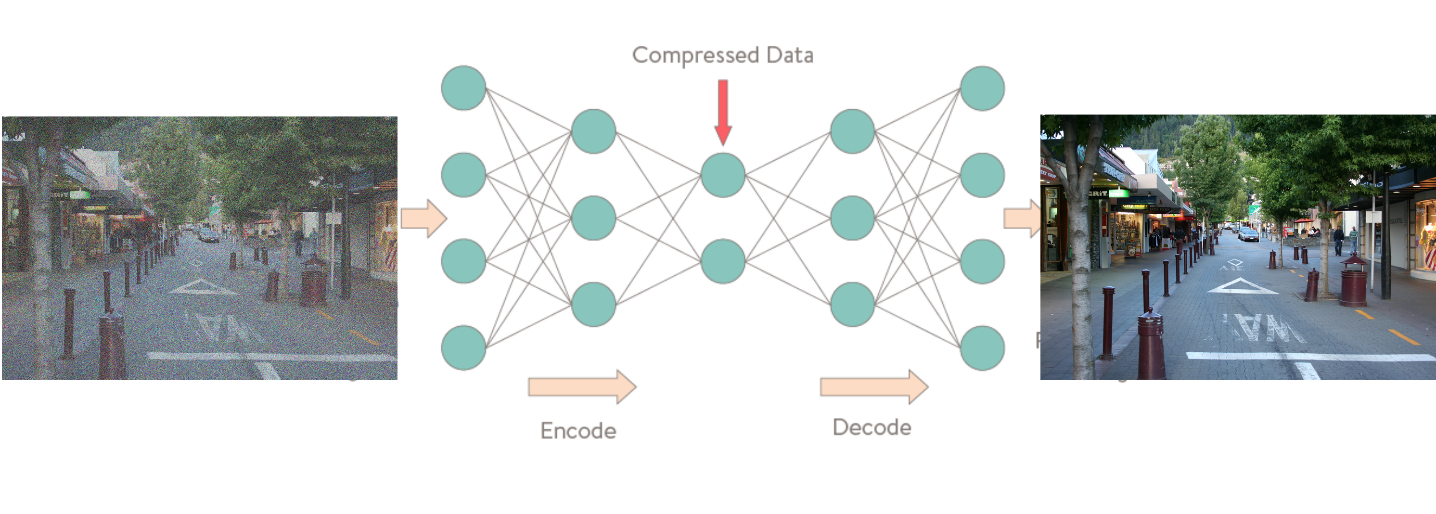 Compressed Data
Encode
Decode